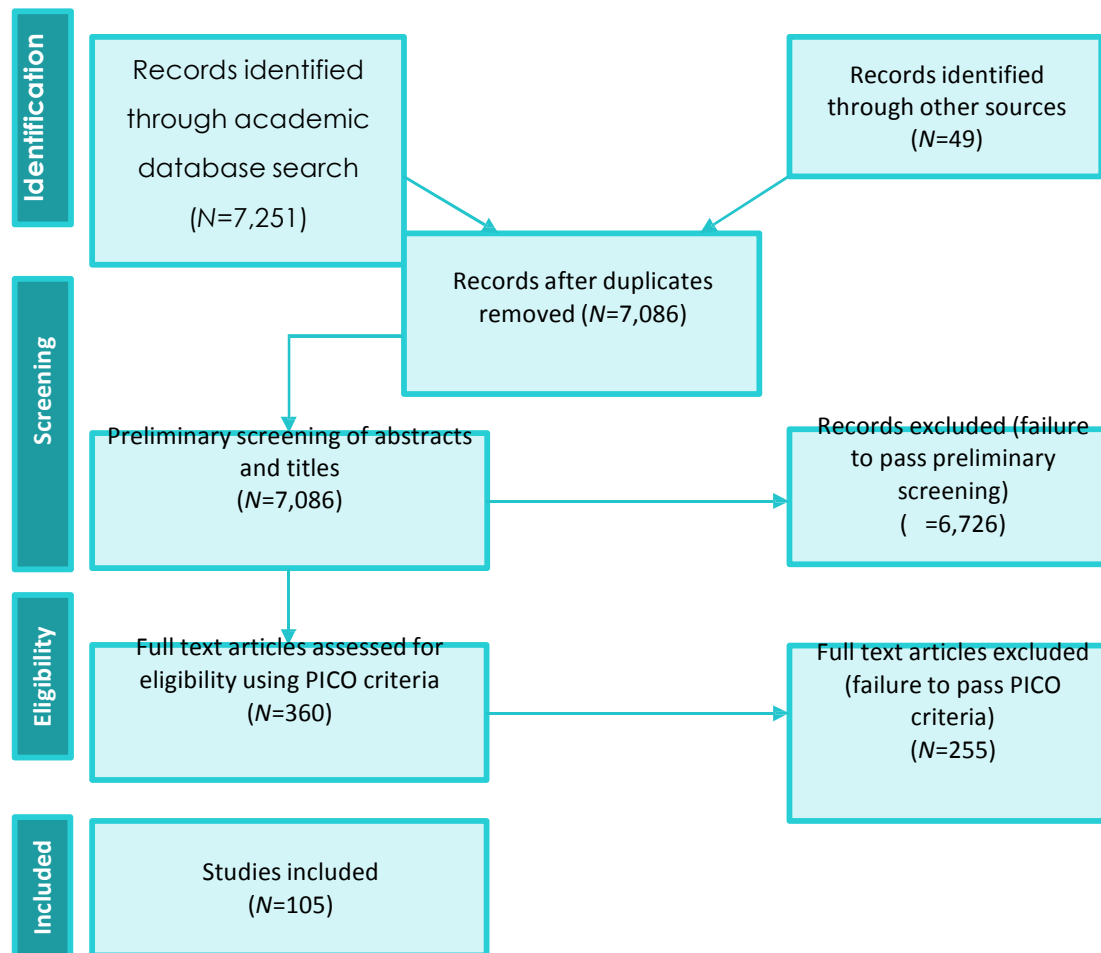 Identification
Records identified
through academic
database search
(N=7,251)
Records identified
through other sources
(N=49)
Records after duplicates
removed (N=7,086)
Screening
Preliminary screening of abstracts
and titles
(N=7,086)
Records excluded (failure
to pass preliminary
screening)
( =6,726)
Eligibility
Full text articles assessed for
eligibility using PICO criteria
(N=360)
Full text articles excluded
(failure to pass PICO
criteria)
(N=255)
Included
Studies included
(N=105)